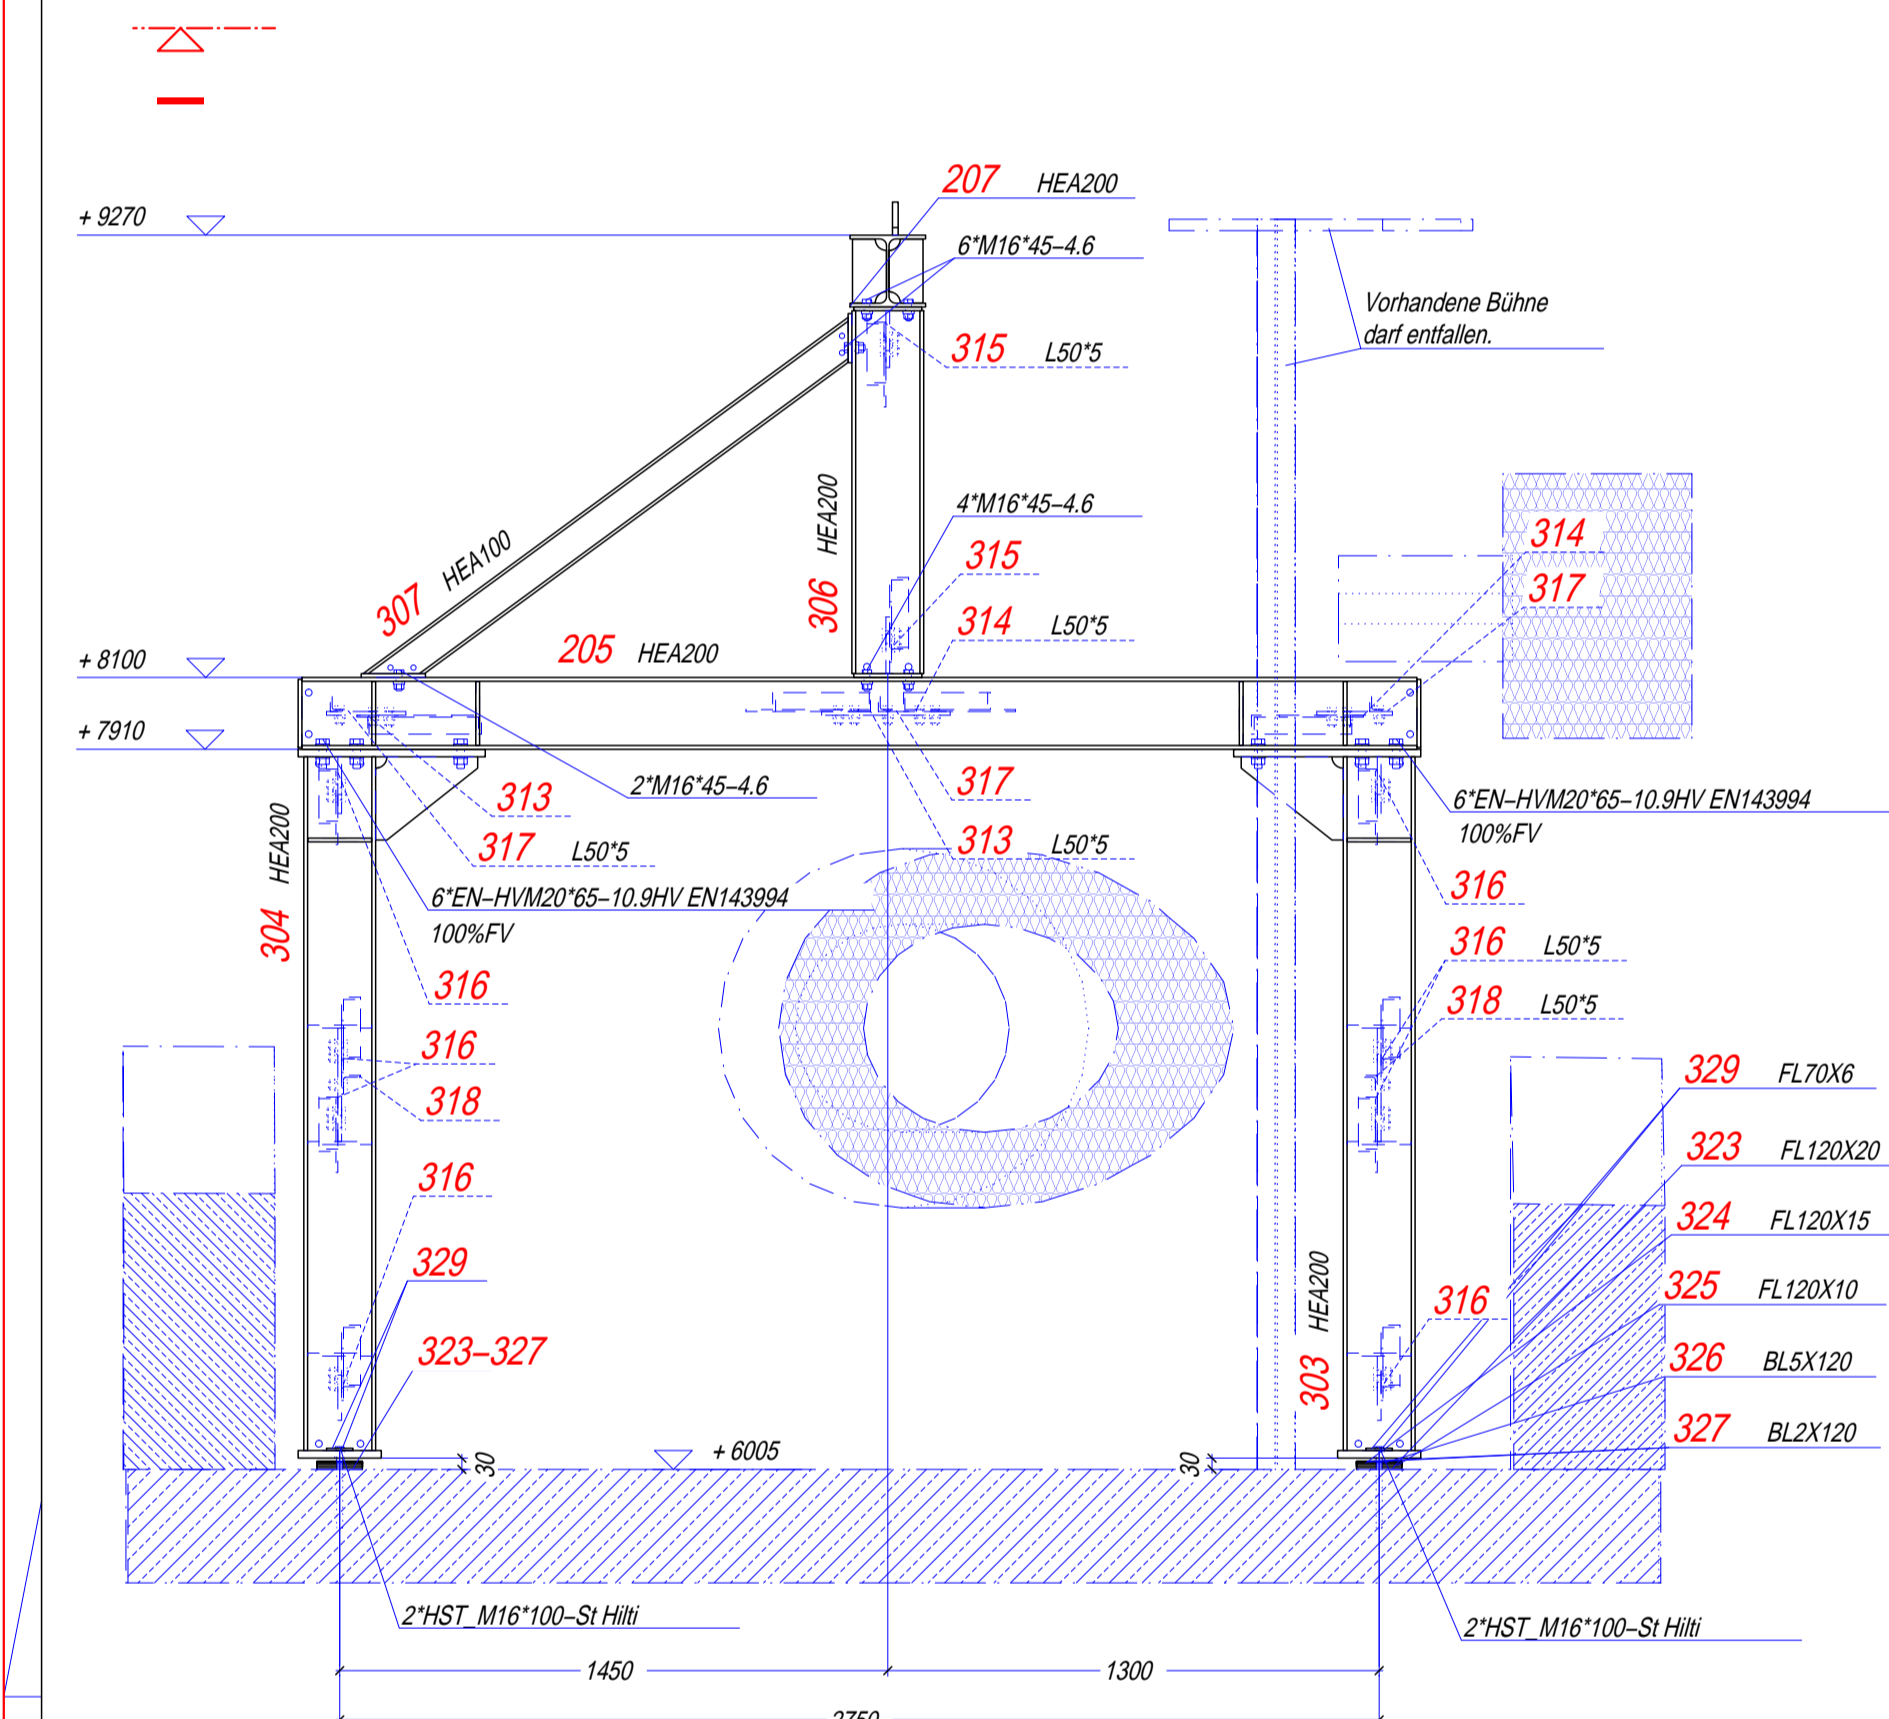 207 HEA200
+ 9270
6*M16*45–4.6
Vorhandene Bühne
darf entfallen.
315 L50*5
HEA200
306
4*M16*45–4.6
314
315
317
307 HEA100
314 L50*5
205 HEA200
+ 8100
+ 7910
313
2*M16*45–4.6
317
6*EN–HVM20*65–10.9HV EN143994
100%FV
317 L50*5
313 L50*5
304 HEA200
6*EN–HVM20*65–10.9HV EN143994
100%FV
316
316 L50*5
316
318 L50*5
316
318
329 FL70X6
323 FL120X20
316
324 FL120X15
329
325 FL120X10
303 HEA200
316
323–327
326 BL5X120
327 BL2X120
30
+ 6005
30
2*HST_M16*100–St Hilti
2*HST_M16*100–St Hilti
1450
1300
2750